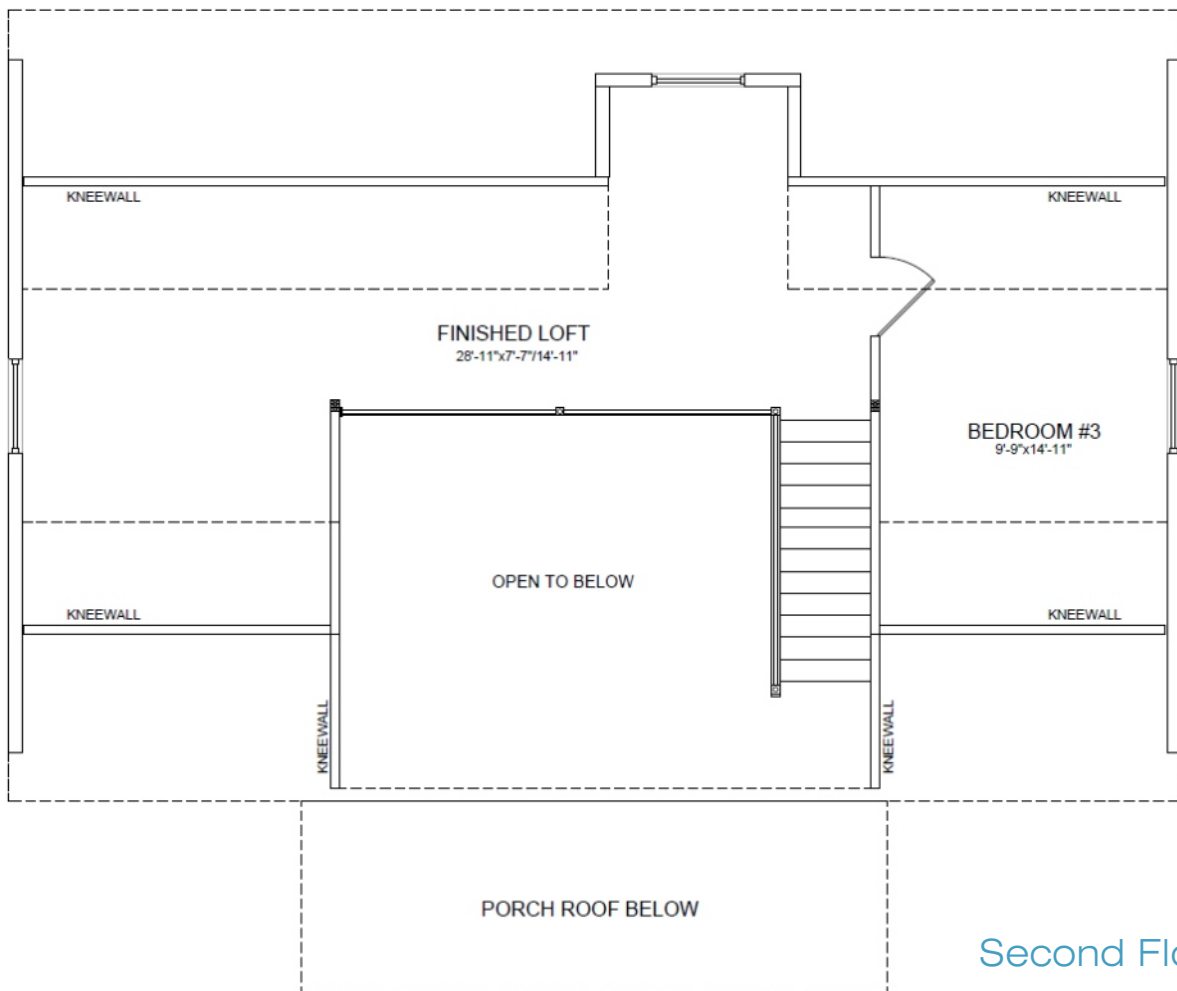 KNEEWALL
KNEEWALL
FINISHED LOFT
28'-11"x7'-7"/14'-11"
BEDROOM #3
9'-9"x14'-11"
OPEN TO BELOW
KNEEWALL
KNEEWALL
KNEEWALL
KNEEWALL
PORCH ROOF BELOW
Second Flo